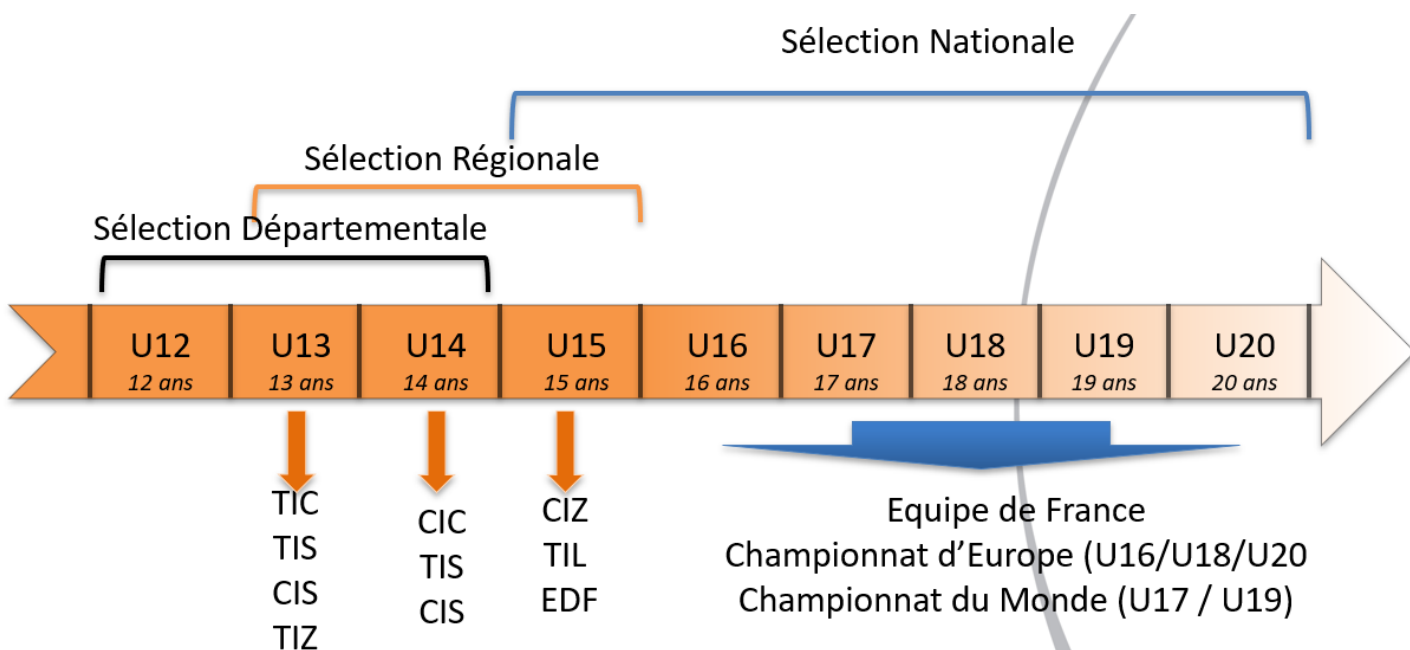 Sélection Nationale
Sélection Régionale
Sélection Départementale
U12 U13 U14 U15 U16 U17 U18 U19 U20
12 ans 13 ans 14 ans 15 ans 16 ans 17 ans 18 ans 19 ans 20 ans
TIC
TIS
CIS
TIZ
CIC
TIS
CIS
CIZ
TIL
EDF
Equipe de France
Championnat d’Europe (U16/U18/U20
Championnat du Monde (U17 / U19)